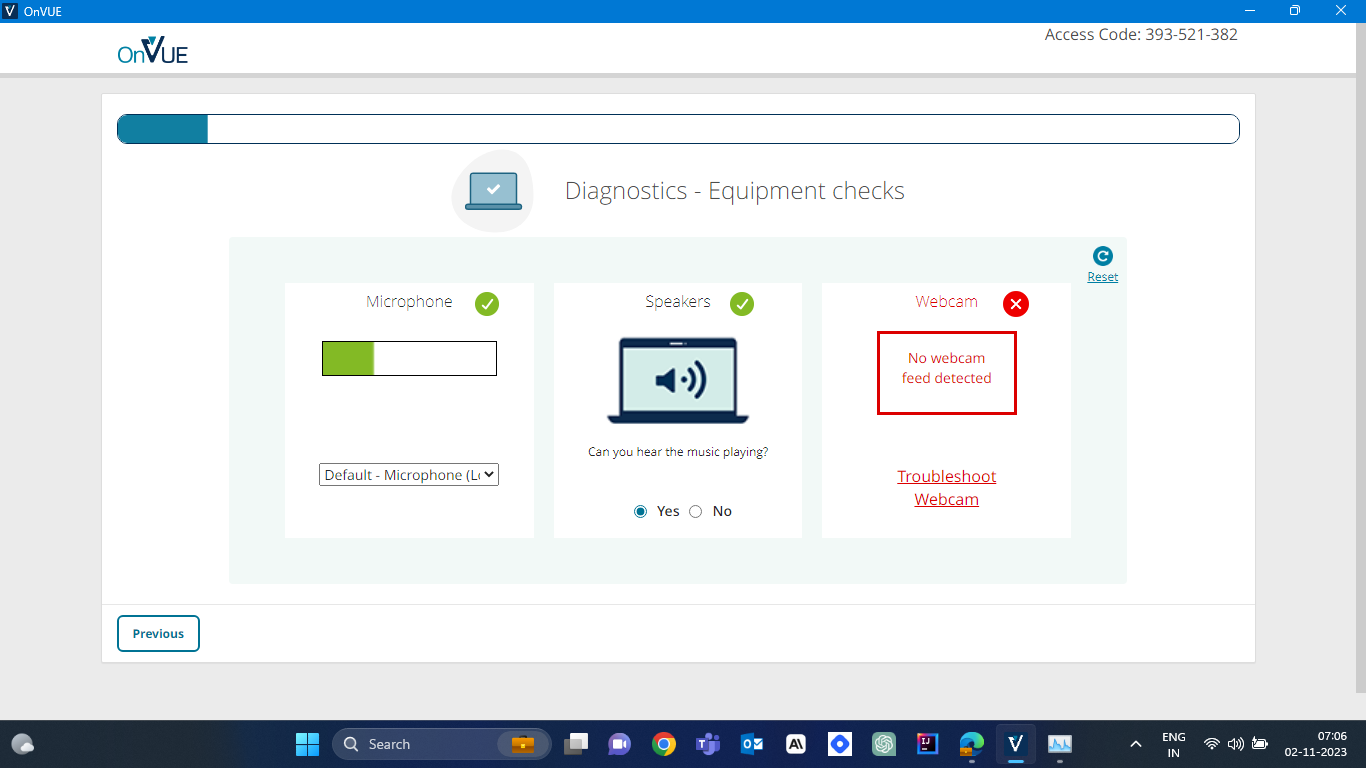 OnVUE
OnVUE
Access Code: 393-521-382
Diagnostics - Equipment checks
Reset
Microphone
Default - Microphone (L
Speakers
Can you hear the music playing?
Yes No
Webcam
No webcam
feed detected
Troubleshoot
Webcam
Previous
Search
ENG
IN
07:06
02-11-2023